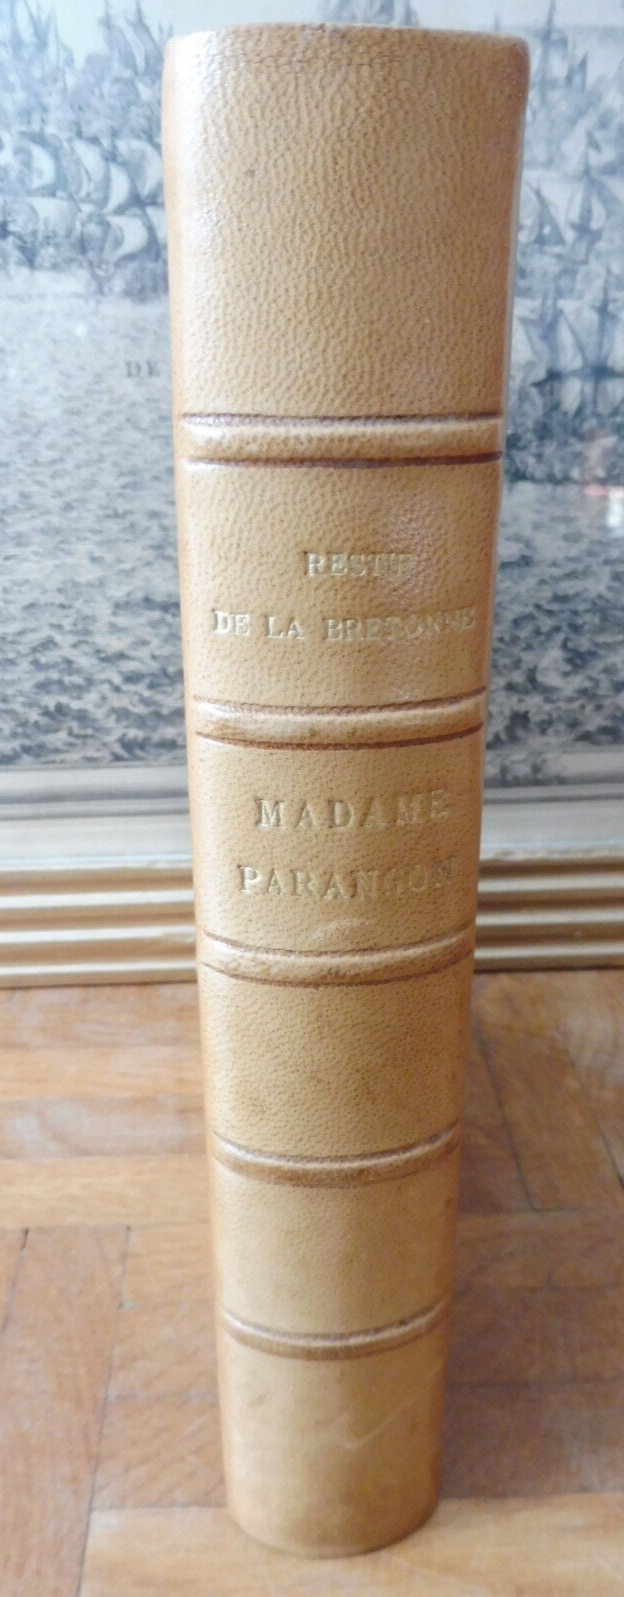 DE
RESTIF
DE LA BRETONNE
MADAME
PARANGON